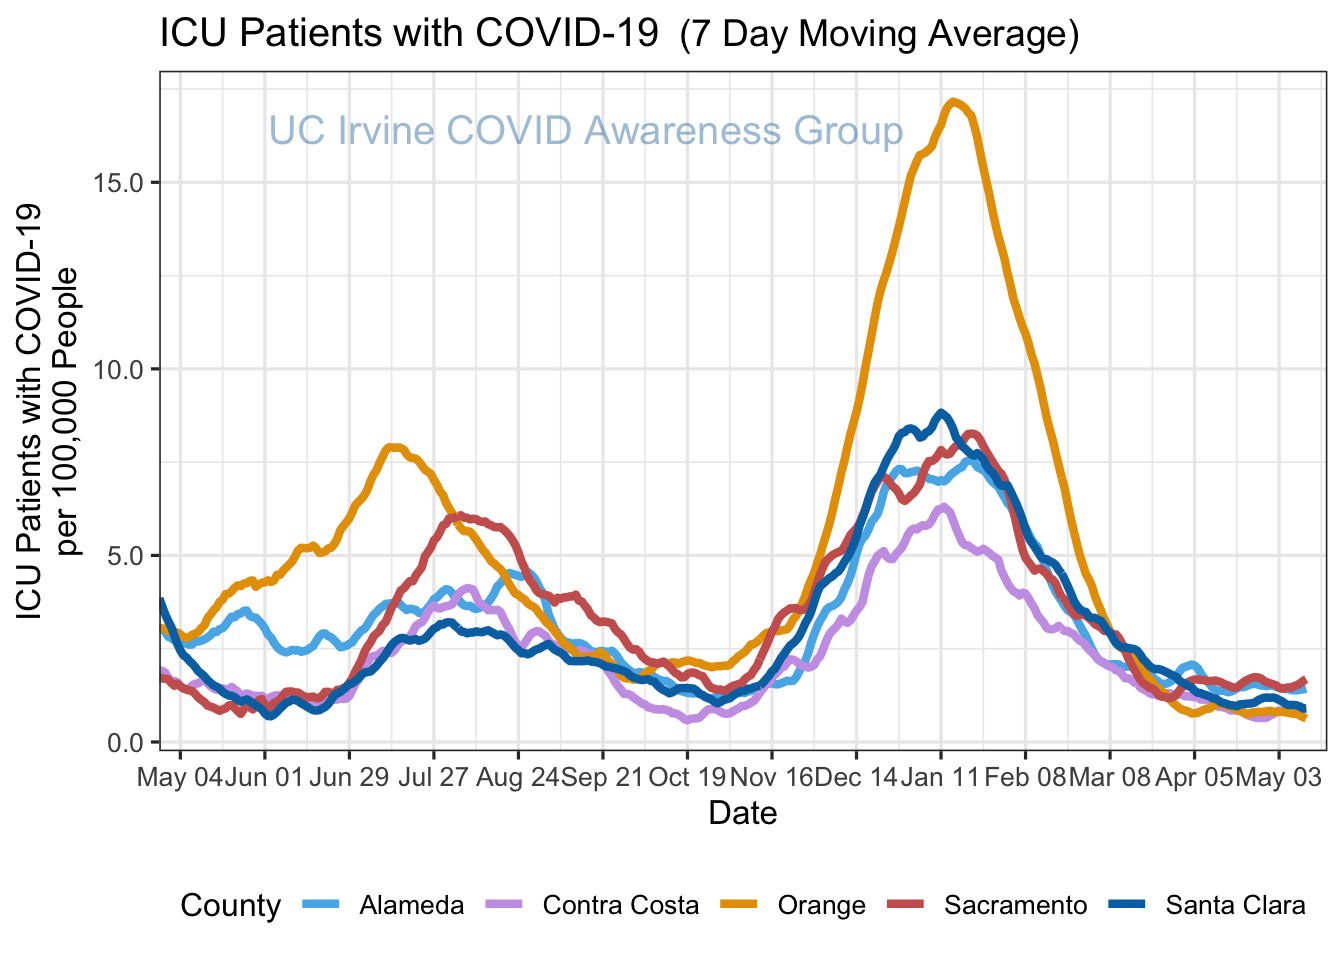 ICU Patients with COVID-19  (7 Day Moving Average)
UC Irvine COVID Awareness Group
ICU Patients with COVID-19
per 100,000 People
15.0
10.0
5.0
0.0
May 04 Jun 01 Jun 29 Jul 27 Aug 24 Sep 21 Oct 19 Nov 16 Dec 14 Jan 11 Feb 08 Mar 08 Apr 05 May 03
Date
County Alameda Contra Costa Orange Sacramento Santa Clara